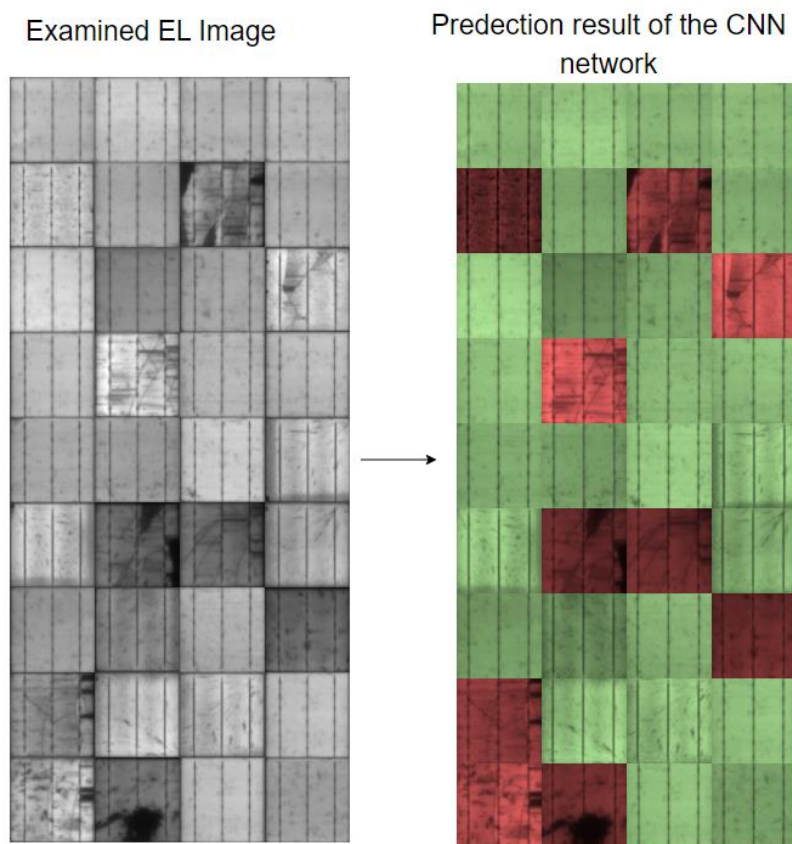 Examined EL Image
Predection result of the CNN
network